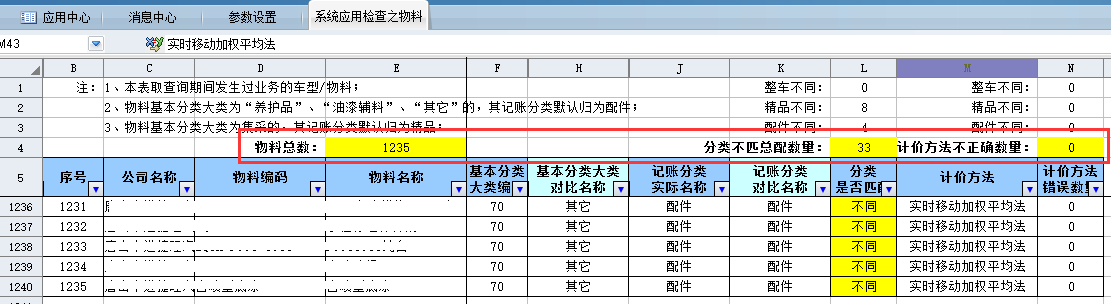 应用中心 消息中心 参数设置 系统应用检查之物料
M43 实时移动加权平均法
B C D E F H J K L M N
1 注: 1、本表取查询期间发生过业务的车型/物料; 整车不同: 0 整车不同: 0
2 2、物料基本分类大类为“养护品”、“油漆辅料”、“其它”的，其记账分类默认归为配件; 精品不同: 8 精品不同: 0
3 3、物料基本分类大类为集采的，其记账分类默认归为精品; 配件不同: 4 配件不同: 0
4 物料总数: 1235 分类不匹总配数量: 33 计价方法不正确数量: 0
5 序号 公司名称 物料编码 物料名称 基本分类 大类编 基本分类大类 对比名称 记账分类 实际名称 记账分类 对比名称 分类 是否匹 计价方法 计价方法 错误数
1236 1231 70 其它 配件 配件 不同 实时移动加权平均法 0
1237 1232 70 其它 配件 配件 不同 实时移动加权平均法 0
1238 1233 70 其它 配件 配件 不同 实时移动加权平均法 0
1239 1234 70 其它 配件 配件 不同 实时移动加权平均法 0
1240 1235 70 其它 配件 配件 不同 实时移动加权平均法 0